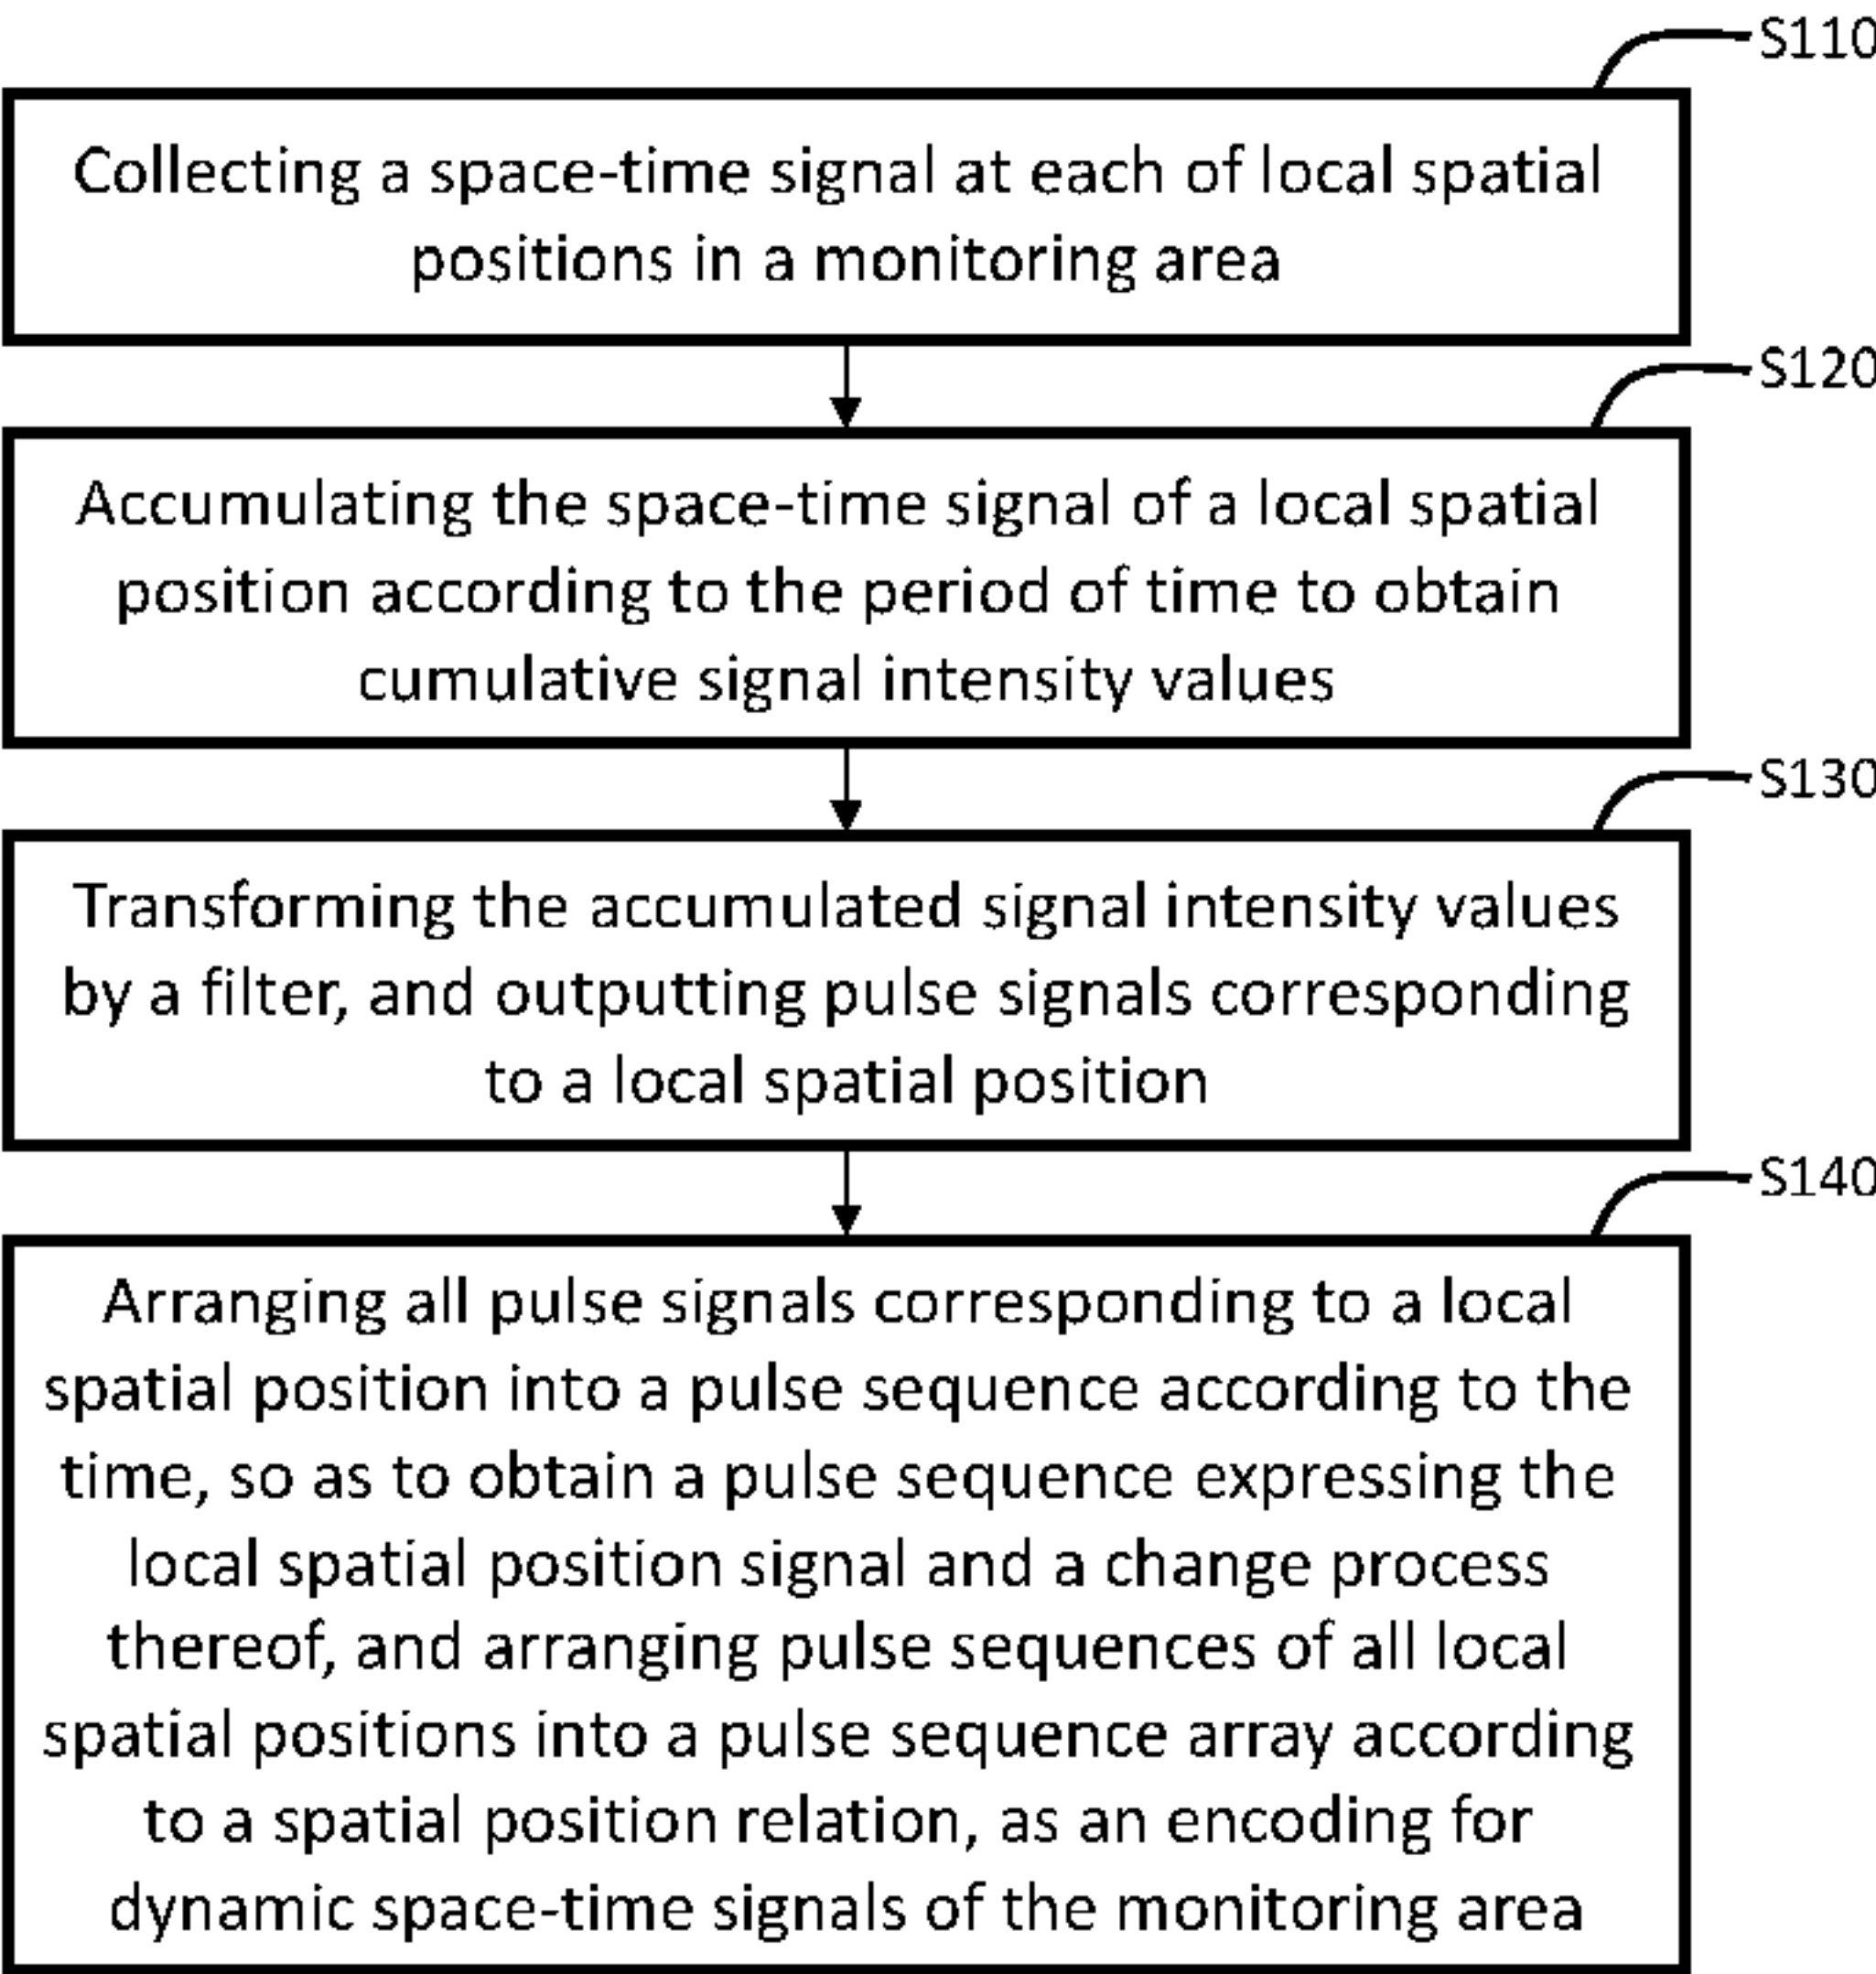 S110
Collecting a space-time signal at each of local spatial
positions in a monitoring area
S120
Accumulating the space-time signal of a local spatial
position according to the period of time to obtain
cumulative signal intensity values
S130
Transforming the accumulated signal intensity values
by a filter, and outputting pulse signals corresponding
to a local spatial position
S140
Arranging all pulse signals corresponding to a local
spatial position into a pulse sequence according to the
time, so as to obtain a pulse sequence expressing the
local spatial position signal and a change process
thereof, and arranging pulse sequences of all local
spatial positions into a pulse sequence array according
to a spatial position relation, as an encoding for
dynamic space-time signals of the monitoring area